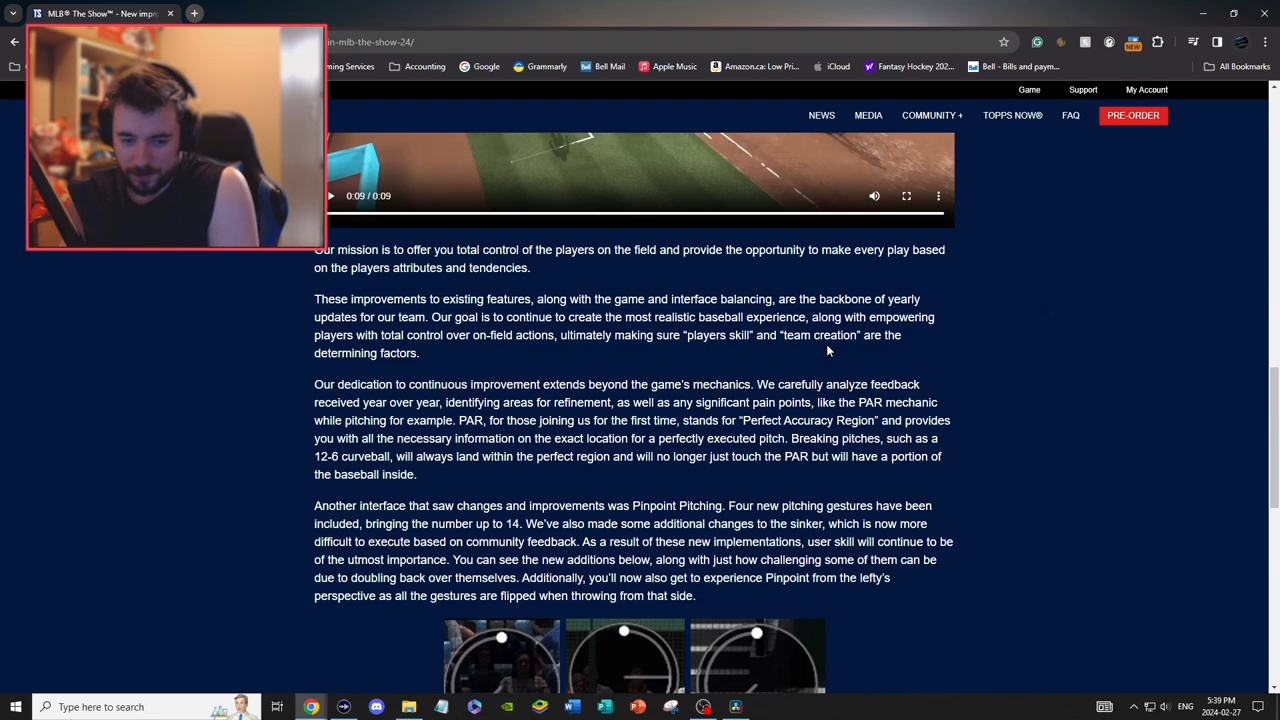 MLB® The Show™ - New impr
in-mlb-the-show-24/
NEW
ming Services
Accounting
Google
Grammarly
Bell Mail
Apple Music
Amazon.ca: Low Pri...
iCloud
Fantasy Hockey 202...
Bell - Bills and paym...
All Bookmarks
Game
Support
My Account
NEWS
MEDIA
COMMUNITY +
TOPPS NOW®
FAQ
PRE-ORDER
0:09 / 0:09
Our mission is to offer you total control of the players on the field and provide the opportunity to make every play based
on the players attributes and tendencies.
These improvements to existing features, along with the game and interface balancing, are the backbone of yearly
updates for our team. Our goal is to continue to create the most realistic baseball experience, along with empowering
players with total control over on-field actions, ultimately making sure “players skill” and “team creation” are the
determining factors.
Our dedication to continuous improvement extends beyond the game’s mechanics. We carefully analyze feedback
received year over year, identifying areas for refinement, as well as any significant pain points, like the PAR mechanic
while pitching for example. PAR, for those joining us for the first time, stands for “Perfect Accuracy Region” and provides
you with all the necessary information on the exact location for a perfectly executed pitch. Breaking pitches, such as a
12-6 curveball, will always land within the perfect region and will no longer just touch the PAR but will have a portion of
the baseball inside.
Another interface that saw changes and improvements was Pinpoint Pitching. Four new pitching gestures have been
included, bringing the number up to 14. We’ve also made some additional changes to the sinker, which is now more
difficult to execute based on community feedback. As a result of these new implementations, user skill will continue to be
of the utmost importance. You can see the new additions below, along with just how challenging some of them can be
due to doubling back over themselves. Additionally, you’ll now also get to experience Pinpoint from the lefty’s
perspective as all the gestures are flipped when throwing from that side.
Type here to search
ENG
5:39 PM
2024-02-27